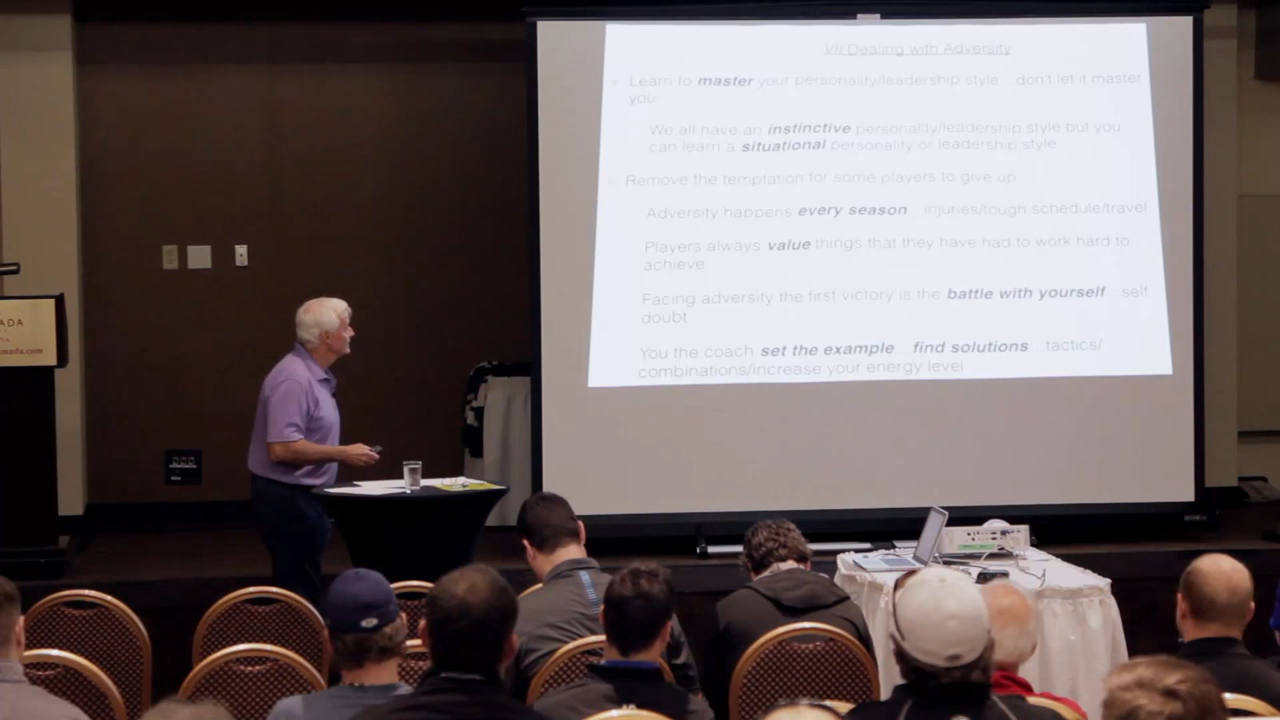 VII Dealing with Adversity
Learn to master your personality/leadership style... don't let it master
you.
We all have an instinctive personality/leadership style but you
can learn a situational personality or leadership style.
Remove the temptation for some players to give up
Adversity happens every season... injuries/tough schedule/travel
Players always value things that they have had to work hard to
achieve
Facing adversity the first victory is the battle with yourself... self
doubt
You the coach set the example... find solutions... tactics/
combinations/increase your energy level
ADA
mada.com